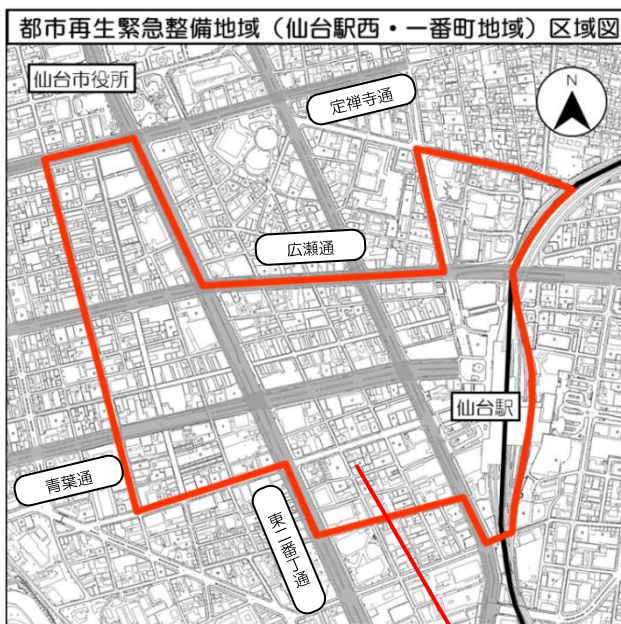 都市再生緊急整備地域（仙台駅西・一番町地域）区域図
仙台市役所
定禅寺通
N
広瀬通
仙台駅
青葉通
東二番丁通